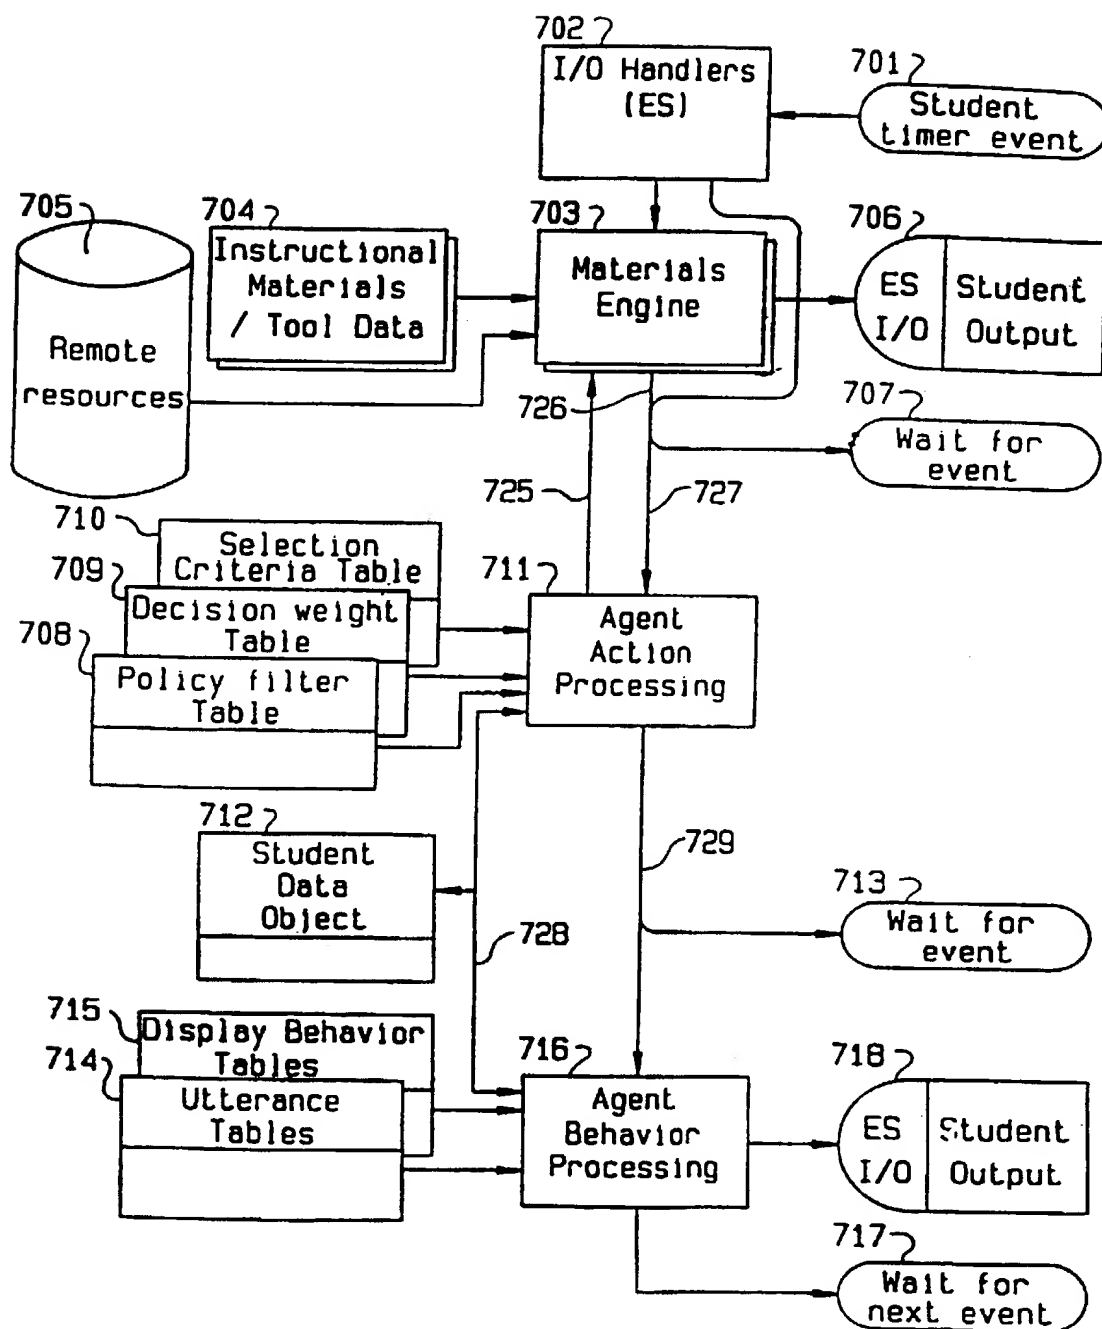 702
I/O Handlers
(ES)
701
Student
timer event
705
Remote
resources
704
Instructional
Materials
/ Tool Data
703
Materials
Engine
706
ES
I/O
Student
Output
726
707
Wait for
event
725
727
710
Selection
Criteria Table
709
Decision weight
Table
708
Policy filter
Table
711
Agent
Action
Processing
712
Student
Data
Object
728
729
713
Wait for
event
715
Display Behavior
Tables
714
Utterance
Tables
716
Agent
Behavior
Processing
718
ES
I/O
Student
Output
717
Wait for
next event